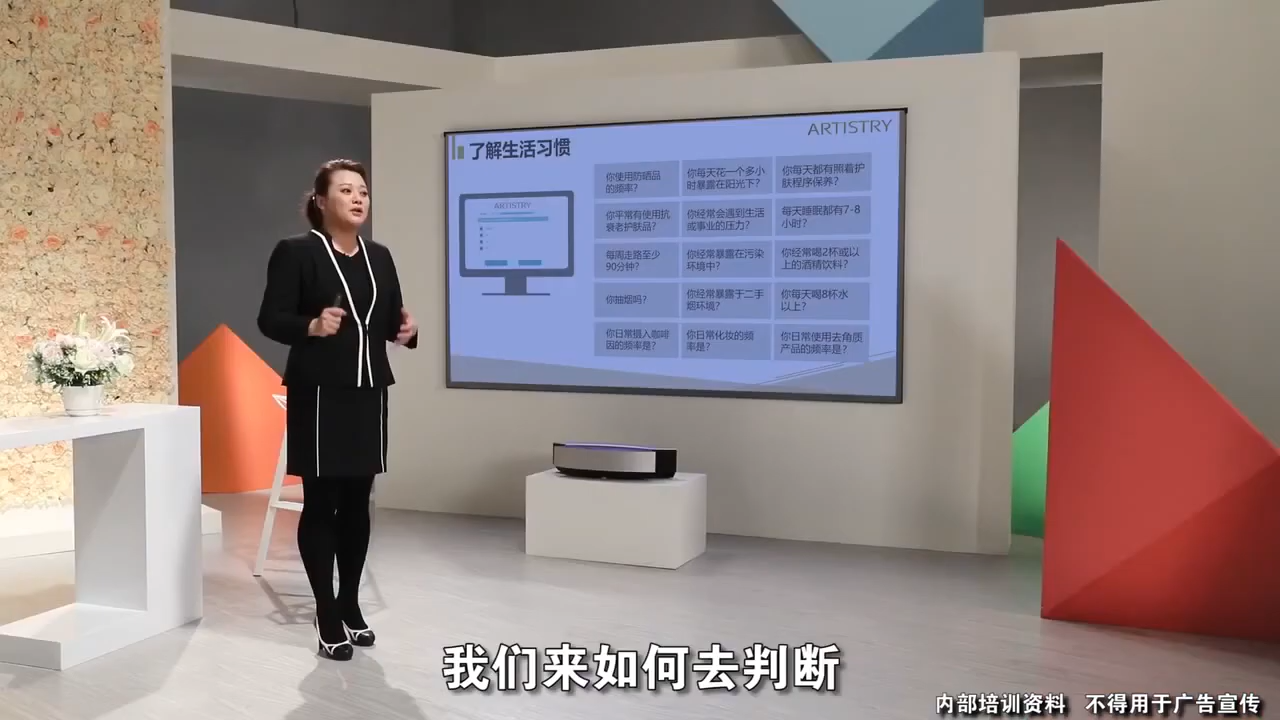 ARTISTRY
了解生活习惯
ARTISTRY
你使用防晒品
的频率?
你每天花一个多小
时暴露在阳光下?
你每天都有照着护
肤程序保养?
你平常有使用抗
衰老护肤品?
你经常会遇到生活
或事业的压力?
每天睡眠都有7-8
小时?
每周走路至少
90分钟?
你经常暴露在污染
环境中?
你经常喝2杯或以
上的酒精饮料?
你抽烟吗?
你经常暴露于二手
烟环境?
你每天喝8杯水
以上?
你日常摄入咖啡
因的频率是?
你日常化妆的频
率是?
你日常使用去角质
产品的频率是?
我们来如何去判断
内部培训资料 不得用于广告宣传